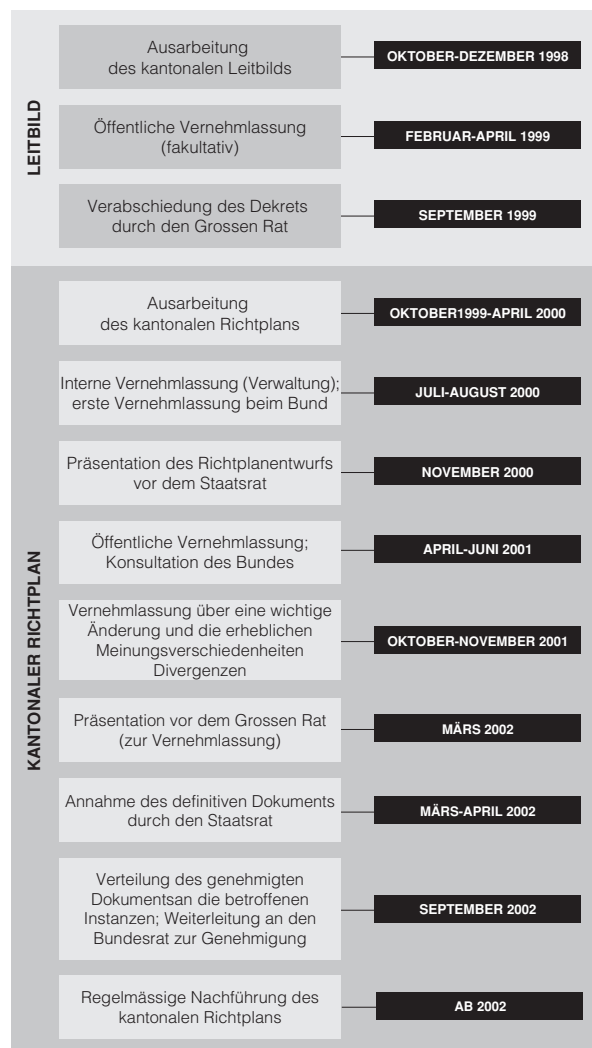 LEITBILD
Ausarbeitung
des kantonalen Leitbilds
OKTOBER-DEZEMBER 1998
Öffentliche Vernehmlassung
(fakultativ)
FEBRUAR-APRIL 1999
Verabschiedung des Dekrets
durch den Grossen Rat
SEPTEMBER 1999
KANTONALER RICHTPLAN
Ausarbeitung
des kantonalen Richtplans
OKTOBER1999-APRIL 2000
Interne Vernehmlassung (Verwaltung);
erste Vernehmlassung beim Bund
JULI-AUGUST 2000
Präsentation des Richtplanentwurfs
vor dem Staatsrat
NOVEMBER 2000
Öffentliche Vernehmlassung;
Konsultation des Bundes
APRIL-JUNI 2001
Vernehmlassung über eine wichtige
Änderung und die erheblichen
Meinungsverschiedenheiten
Divergenzen
OKTOBER-NOVEMBER 2001
Präsentation vor dem Grossen Rat
(zur Vernehmlassung)
MÄRS 2002
Annahme des definitiven Dokuments
durch den Staatsrat
MÄRS-APRIL 2002
Verteilung des genehmigten
Dokumentsan die betroffenen
Instanzen; Weiterleitung an den
Bundesrat zur Genehmigung
SEPTEMBER 2002
Regelmässige Nachführung des
kantonalen Richtplans
AB 2002